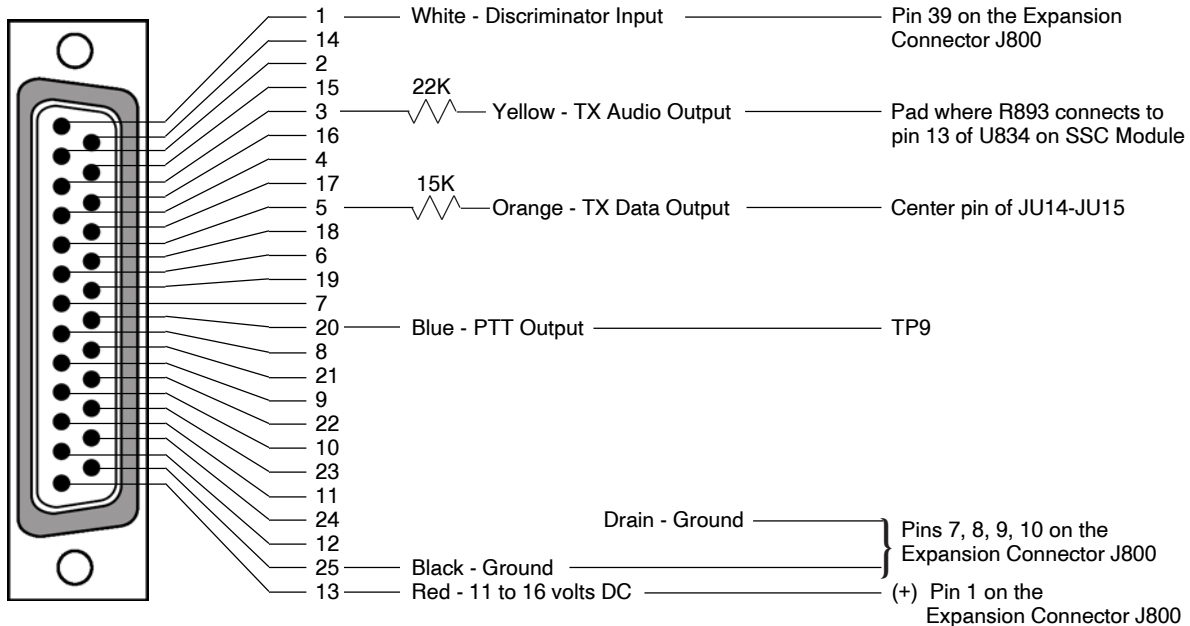 1 White - Discriminator Input Pin 39 on the Expansion
Connector J800
14
2
15
22K
3 Yellow - TX Audio Output Pad where R893 connects to
pin 13 of U834 on SSC Module
16
4
17
15K
5 Orange - TX Data Output Center pin of JU14-JU15
18
6
19
7
20 Blue - PTT Output TP9
8
21
9
22
10
23
11
24 Drain - Ground
12
Pins 7, 8, 9, 10 on the
Expansion Connector J800
25 Black - Ground
13 Red - 11 to 16 volts DC (+) Pin 1 on the
Expansion Connector J800